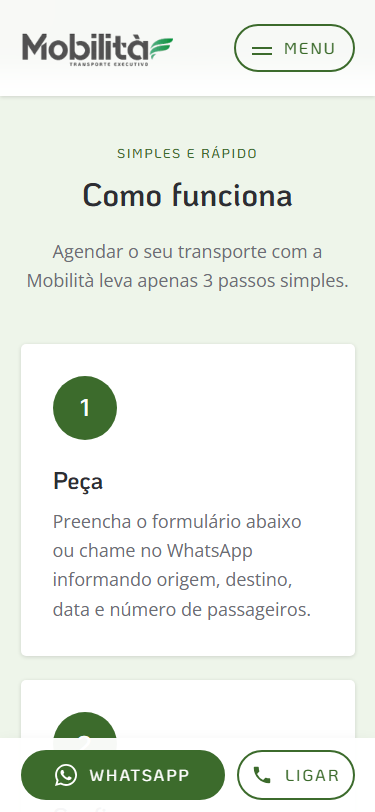 Mobilità
TRANSPORTE EXECUTIVO
MENU
SIMPLES E RÁPIDO
Como funciona
Agendar o seu transporte com a
Mobilità leva apenas 3 passos simples.
1
Peça
Preencha o formulário abaixo
ou chame no WhatsApp
informando origem, destino,
data e número de passageiros.
WHATSAPP
LIGAR